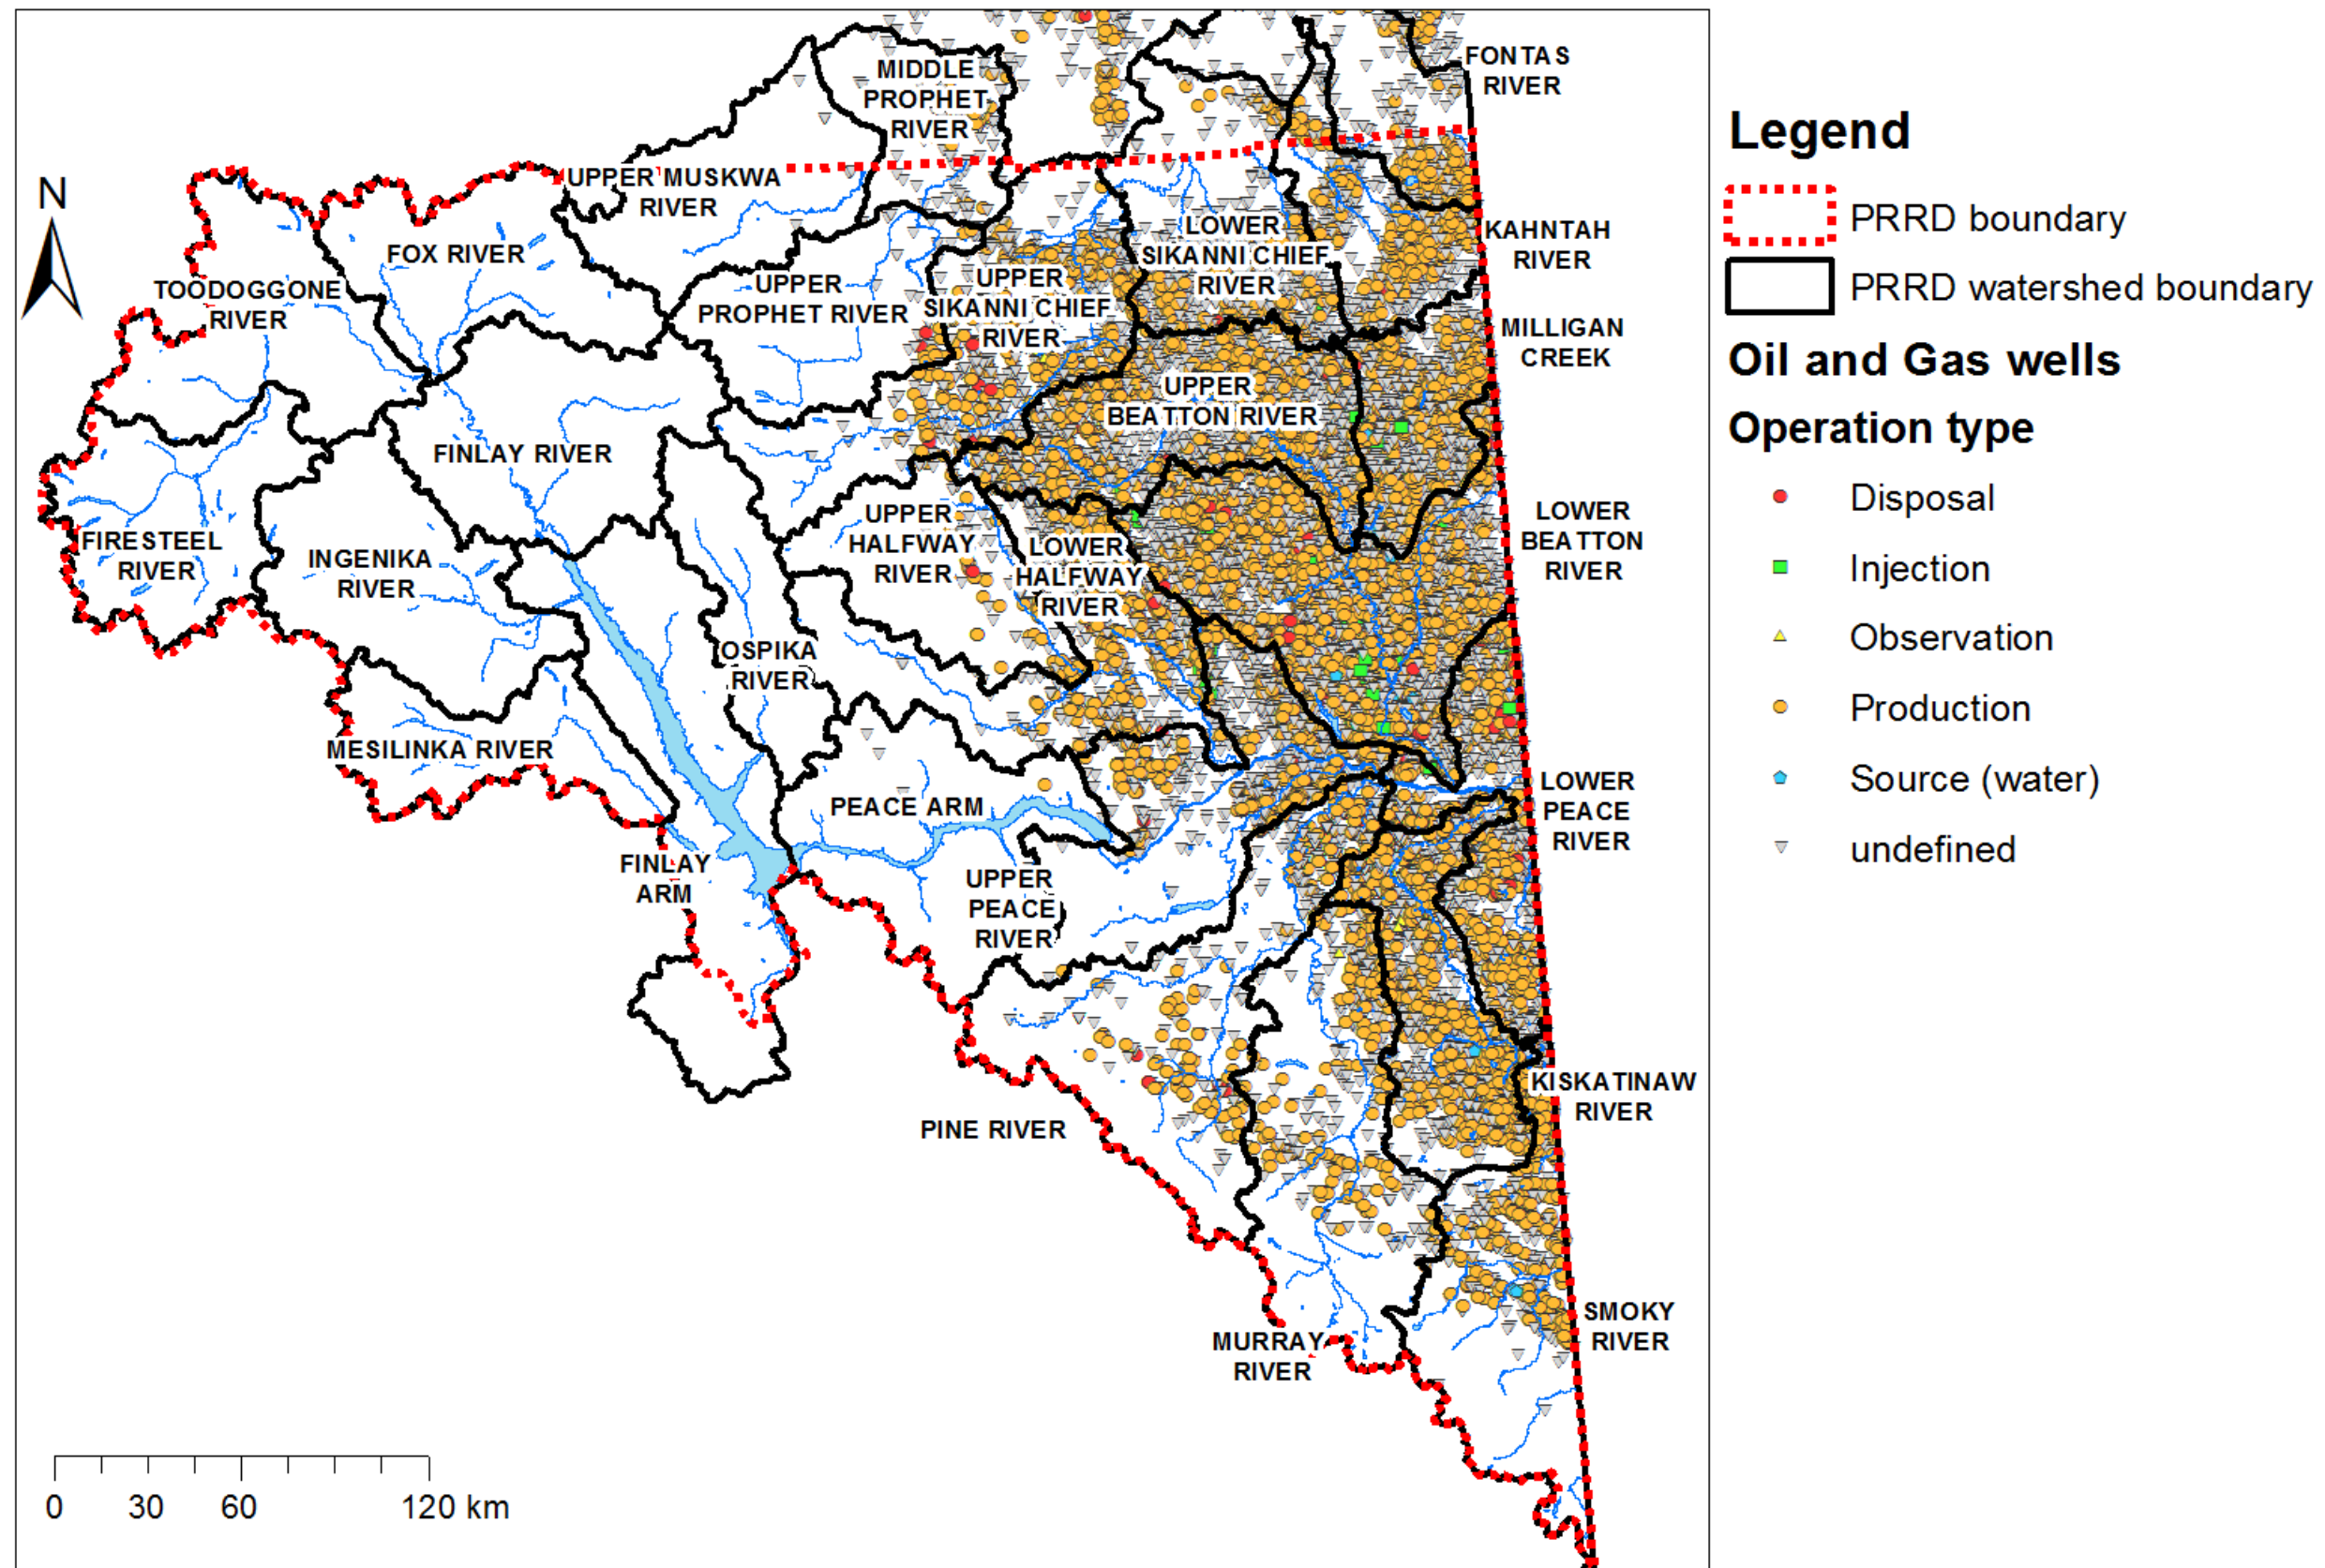 MIDDLE
PROPHET
RIVER
FONTAS
RIVER
N
UPPER MUSKWA
RIVER
FOX RIVER
TOODOGGONE
RIVER
UPPER
PROPHET RIVER
UPPER
SIKANNI CHIEF
RIVER
LOWER
SIKANNI CHIEF
RIVER
KAHNTAH
RIVER
MILLIGAN
CREEK
UPPER
BEATTON RIVER
FINLAY RIVER
FIRESTEEL
RIVER
INGENIKA
RIVER
UPPER
HALFWAY
RIVER
LOWER
HALFWAY
RIVER
LOWER
BEATTON
RIVER
OSPIKA
RIVER
MESILINKA RIVER
PEACE ARM
LOWER
PEACE
RIVER
FINLAY
ARM
UPPER
PEACE
RIVER
PINE RIVER
KISKATINAW
RIVER
MURRAY
RIVER
SMOKY
RIVER
0 30 60 120 km
Legend
PRRD boundary
PRRD watershed boundary
Oil and Gas wells
Operation type
Disposal
Injection
Observation
Production
Source (water)
undefined